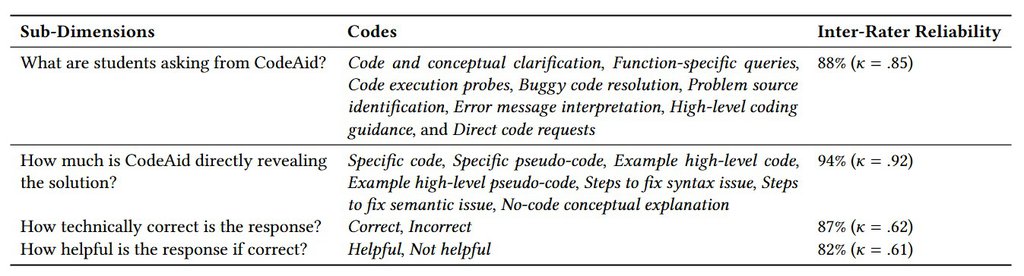 Sub-Dimensions Codes Inter-Rater Reliability
What are students asking from CodeAid? Code and conceptual clarification, Function-specific queries, 88% (κ = .85)
Code execution probes, Buggy code resolution, Problem source
identification, Error message interpretation, High-level coding
guidance, and Direct code requests
How much is CodeAid directly revealing Specific code, Specific pseudo-code, Example high-level code, 94% (κ = .92)
the solution? Example high-level pseudo-code, Steps to fix syntax issue, Steps
to fix semantic issue, No-code conceptual explanation
How technically correct is the response? Correct, Incorrect 87% (κ = .62)
How helpful is the response if correct? Helpful, Not helpful 82% (κ = .61)